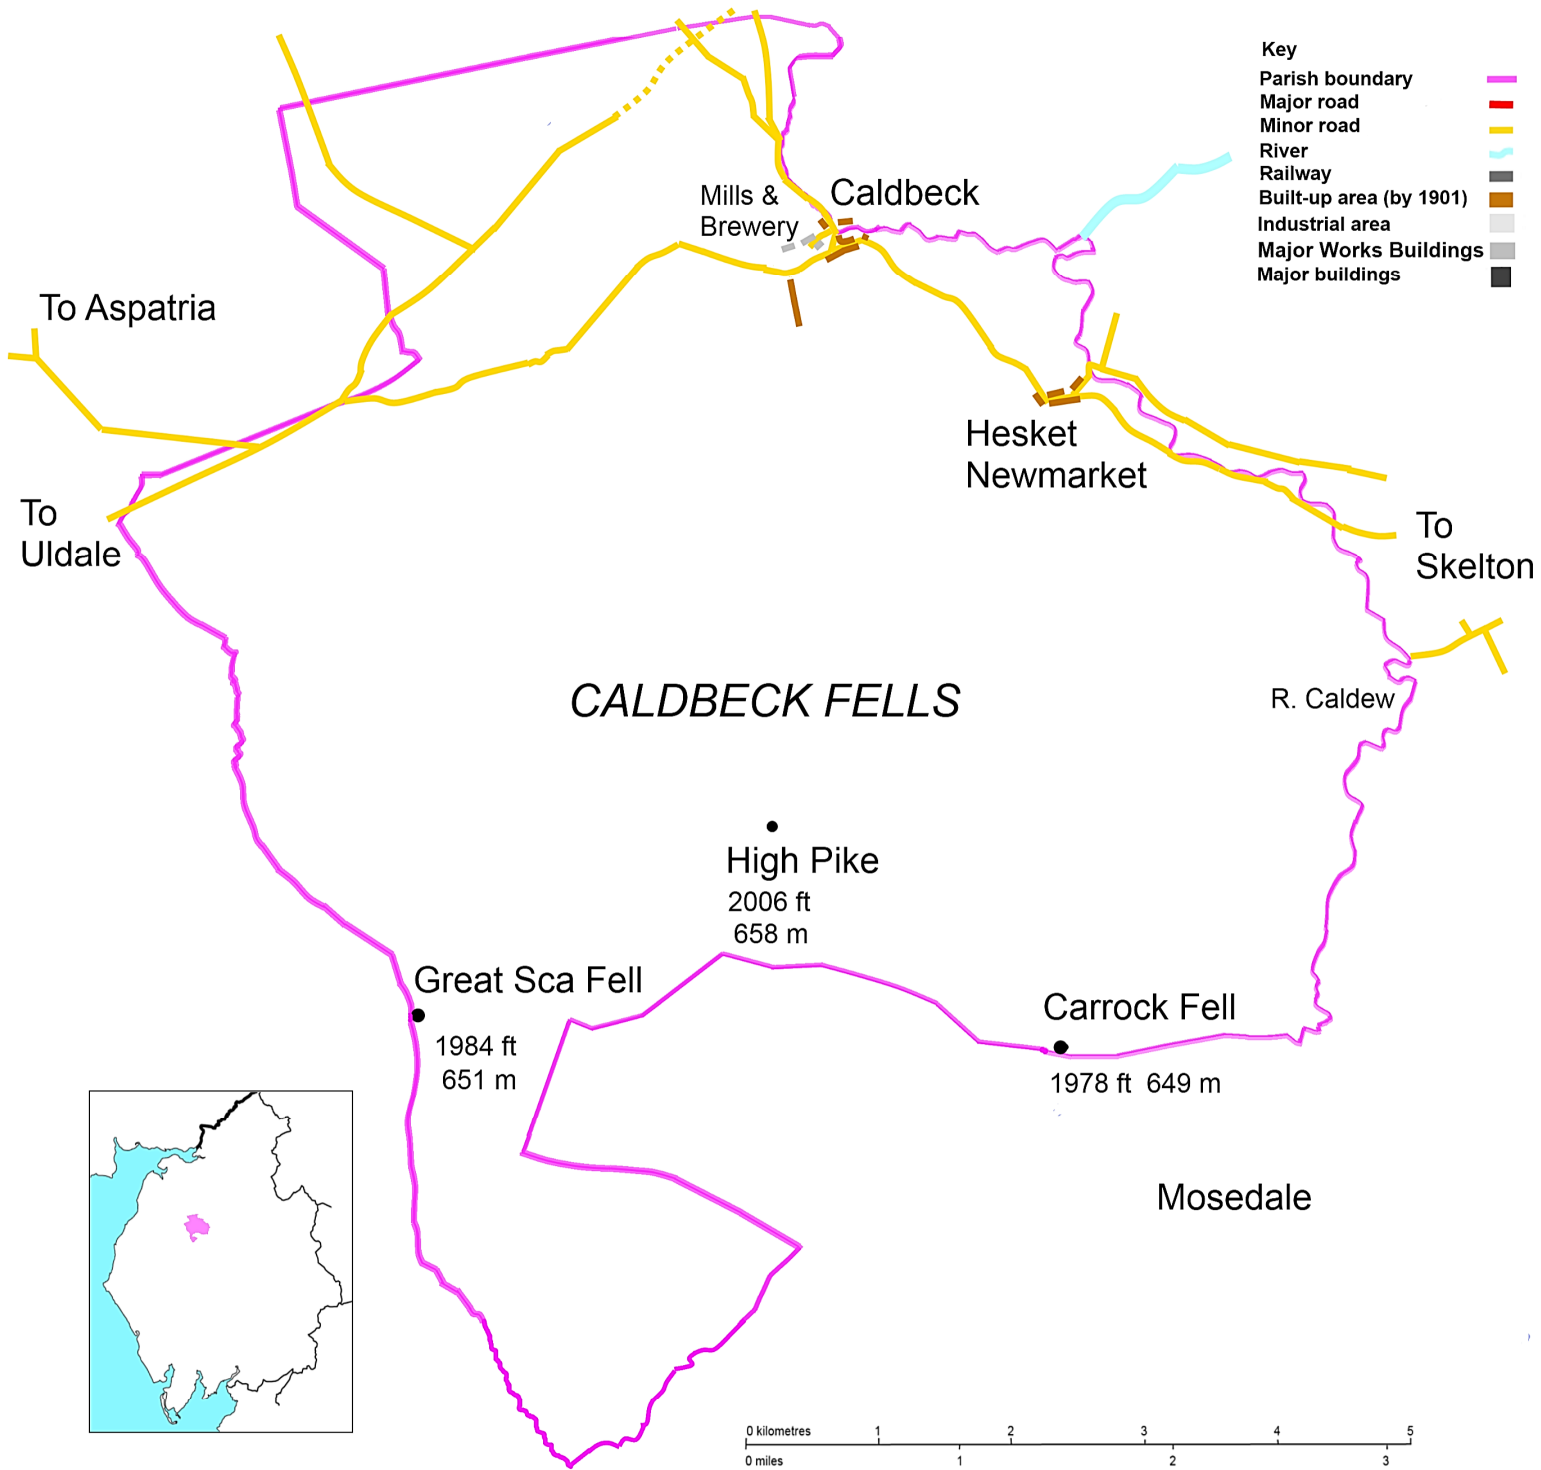 Key
Parish boundary
Major road
Minor road
River
Railway
Built-up area (by 1901)
Industrial area
Major Works Buildings
Major buildings
Mills &
Brewery
Caldbeck
To Aspatria
Hesket
Newmarket
To
Uldale
To
Skelton
CALDBECK FELLS
R. Caldew
High Pike
2006 ft
658 m
Great Sca Fell
1984 ft
651 m
Carrock Fell
1978 ft 649 m
Mosedale
0 kilometres 1 2 3 4 5
0 miles 1 2 3